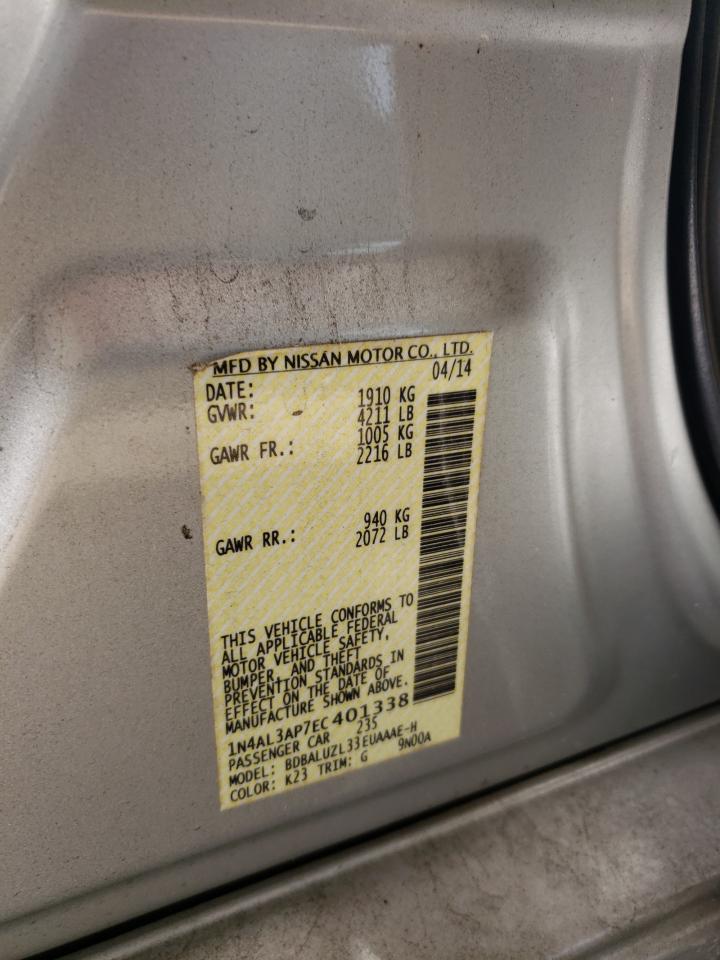 MFD BY NISSAN MOTOR CO., LTD.
DATE: 04/14
GVWR: 1910 KG
4211 LB
GAWR FR.: 1005 KG
2216 LB
GAWR RR.: 940 KG
2072 LB
THIS VEHICLE CONFORMS TO
ALL APPLICABLE FEDERAL
MOTOR VEHICLE SAFETY,
BUMPER, AND THEFT
PREVENTION STANDARDS IN
EFFECT ON THE DATE OF
MANUFACTURE SHOWN ABOVE.
1N4AL3AP7EC401338
PASSENGER CAR 235
MODEL: BDBALUZL33EUAAAE-H
COLOR: K23 TRIM: G 9N00A